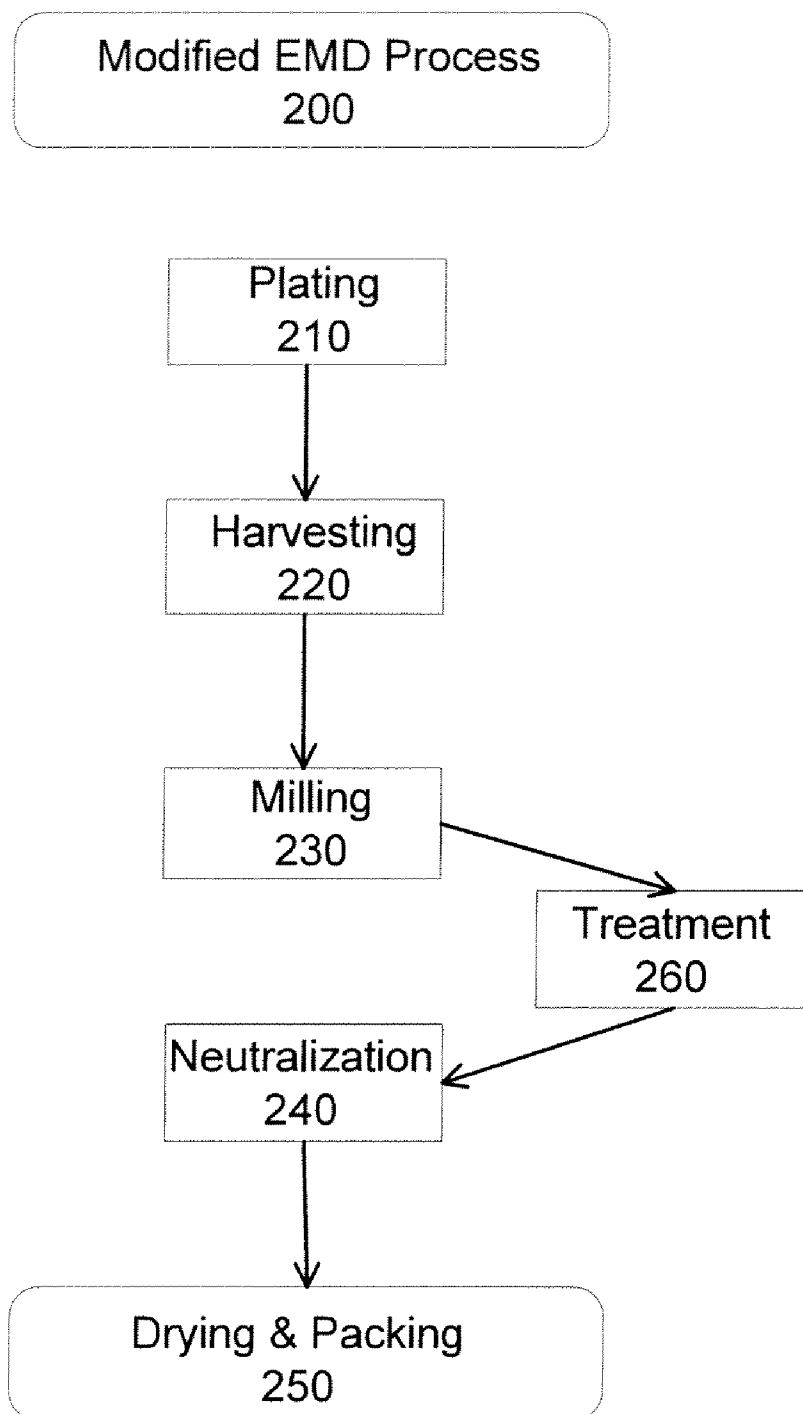 Modified EMD Process
200
Plating
210
Harvesting
220
Milling
230
Treatment
260
Neutralization
240
Drying & Packing
250